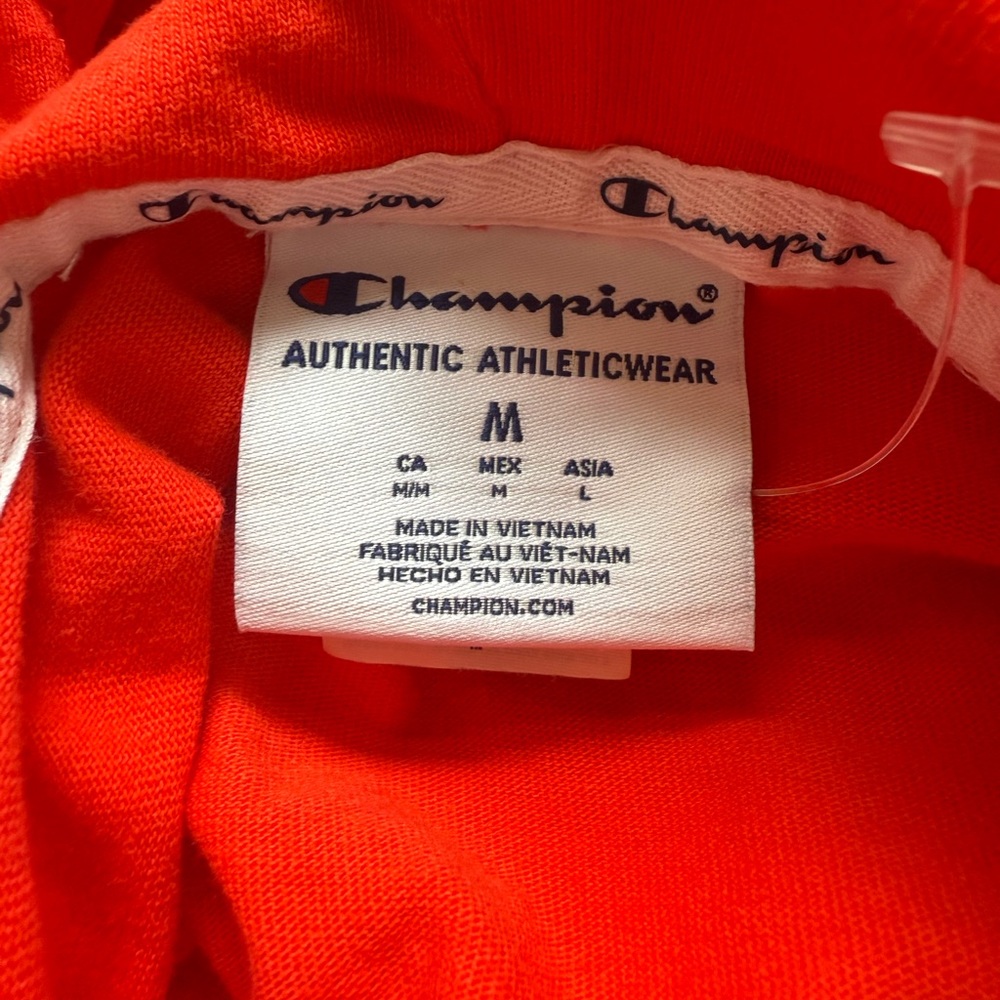 Champion Champion
Champion®
AUTHENTIC ATHLETICWEAR
M
CA MEX ASIA
M/M M L
MADE IN VIETNAM
FABRIQUÉ AU VIÊT-NAM
HECHO EN VIETNAM
CHAMPION.COM